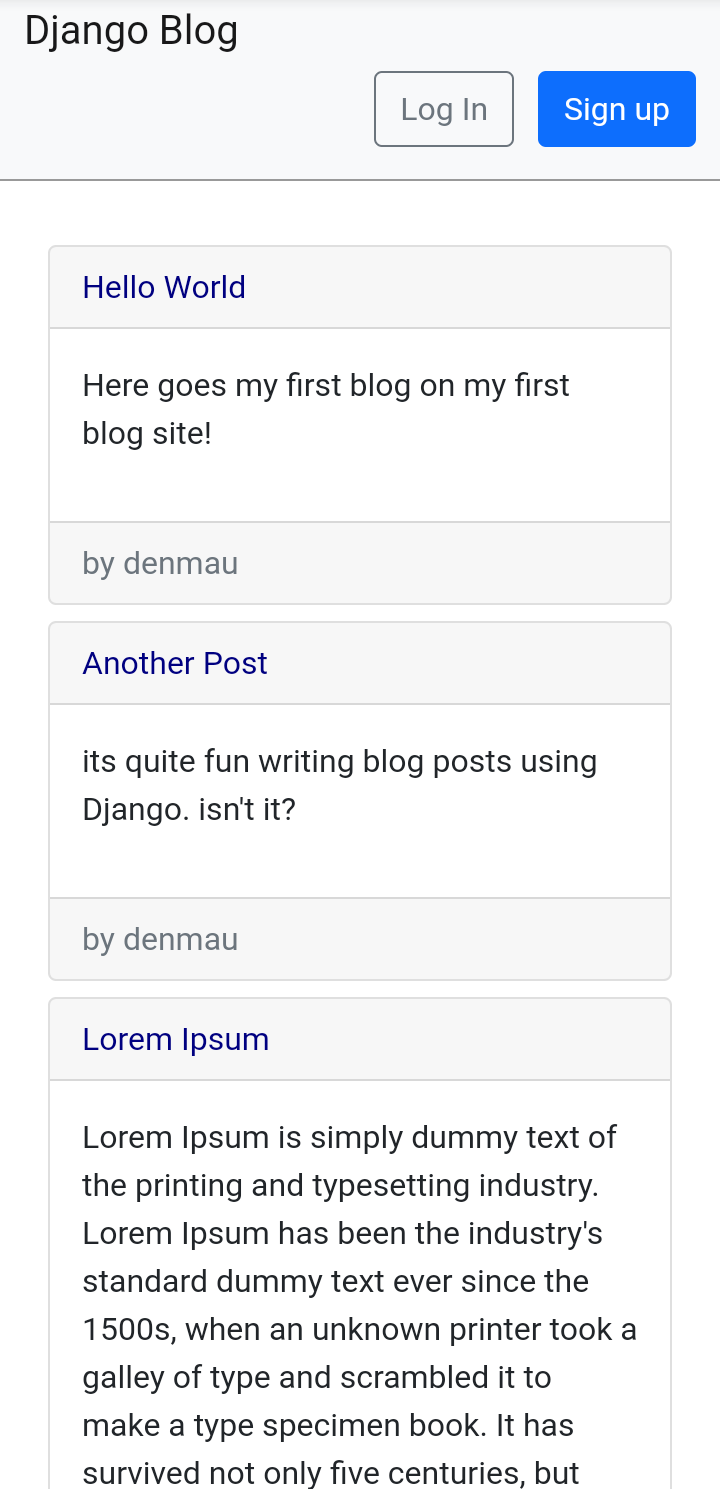 Django Blog
Log In
Sign up
Hello World
Here goes my first blog on my first
blog site!
by denmau
Another Post
its quite fun writing blog posts using
Django. isn't it?
by denmau
Lorem Ipsum
Lorem Ipsum is simply dummy text of
the printing and typesetting industry.
Lorem Ipsum has been the industry's
standard dummy text ever since the
1500s, when an unknown printer took a
galley of type and scrambled it to
make a type specimen book. It has
survived not only five centuries, but